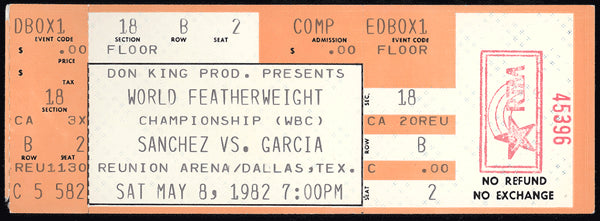 DBOX1 18 B 2 COMP EDBOX1
EVENT CODE SECTION ROW SEAT ADMISSION EVENT CODE
$ .00 FLOOR $ .00 FLOOR
PRICE
TAX
DON KING PROD. PRESENTS
WORLD FEATHERWEIGHT
CHAMPIONSHIP (WBC)
SANCHEZ VS. GARCIA
REUNION ARENA/DALLAS,TEX.
SAT MAY 8, 1982 7:00PM
18
SECTION
CA 3X
B 2
ROW SEAT
REU1130
C 5 582
SEC. 18
CA 20REU
ROW B
C .00
SEAT 2
45396
NO REFUND
NO EXCHANGE